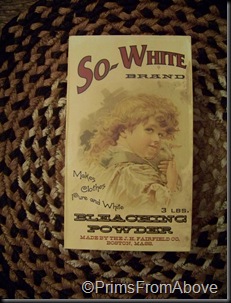 SO-WHITE
BRAND
Makes
Clothes
Pure and White
3 LBS.
BLEACHING
POWDER
MADE BY THE J.H. FAIRFIELD CO.
BOSTON, MASS.
©PrimsFromAbove